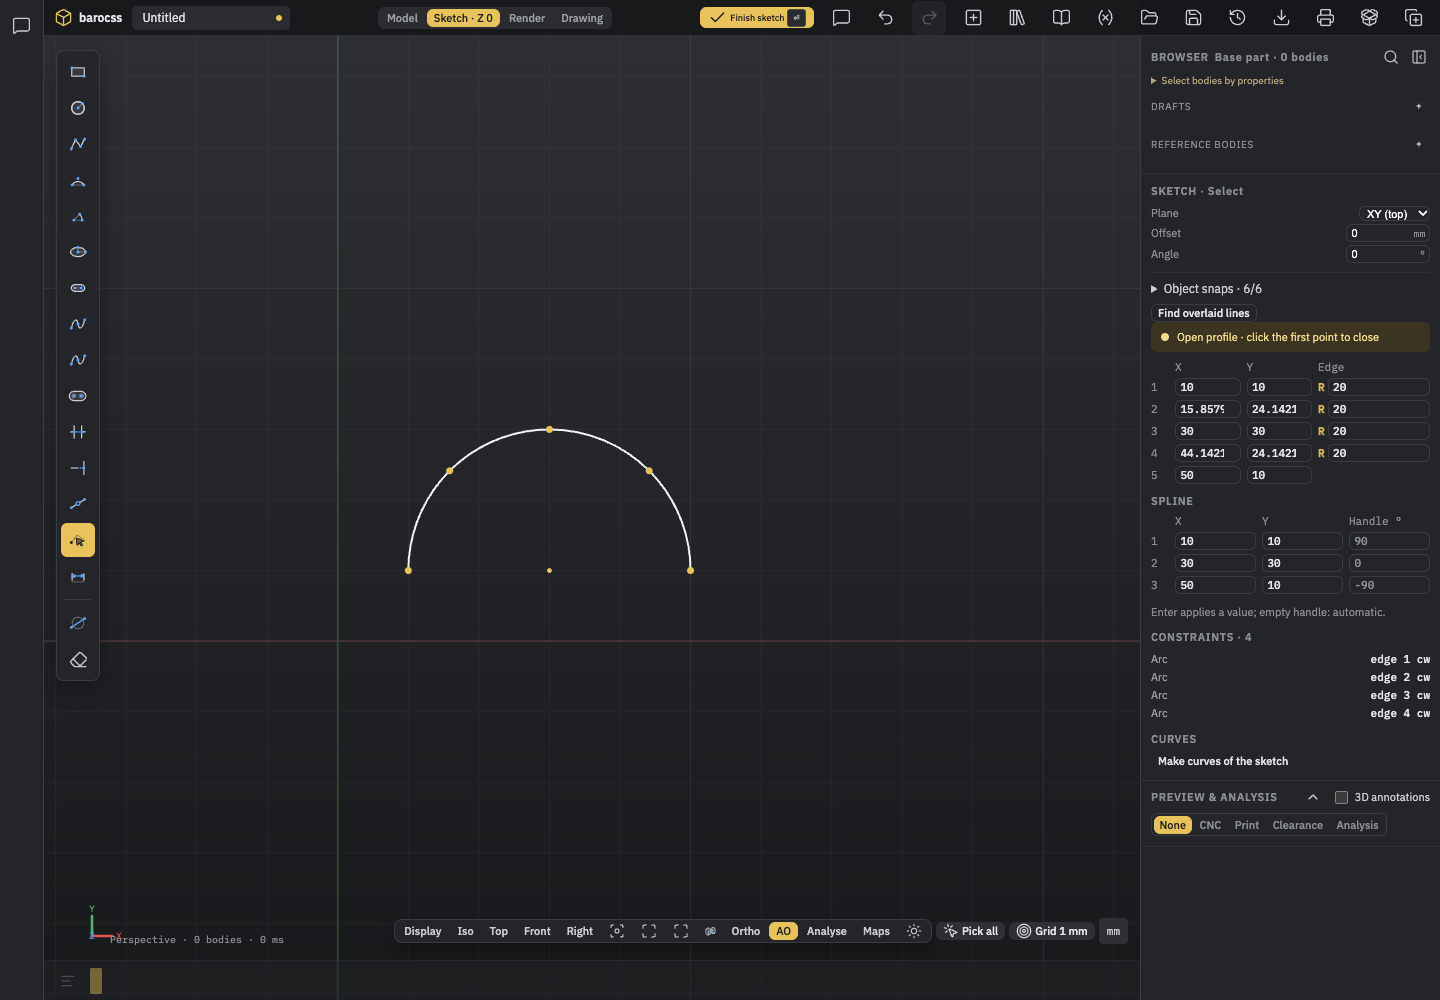 barocss
Untitled
Model
Sketch · Z 0
Render
Drawing
Finish sketch
BROWSER Base part · 0 bodies
Select bodies by properties
DRAFTS
REFERENCE BODIES
SKETCH · Select
Plane XY (top)
Offset 0 mm
Angle 0 °
Object snaps · 6/6
Find overlaid lines
Open profile · click the first point to close
X Y Edge
1 10 10 R 20
2 15.8579 24.1421 R 20
3 30 30 R 20
4 44.1421 24.1421 R 20
5 50 10
SPLINE
X Y Handle °
1 10 10 90
2 30 30 0
3 50 10 -90
Enter applies a value; empty handle: automatic.
CONSTRAINTS · 4
Arc edge 1 cw
Arc edge 2 cw
Arc edge 3 cw
Arc edge 4 cw
CURVES
Make curves of the sketch
PREVIEW & ANALYSIS 3D annotations
None CNC Print Clearance Analysis
Y
X
Z
Perspective · 0 bodies · 0 ms
Display Iso Top Front Right Ortho AO Analyse Maps Pick all Grid 1 mm mm